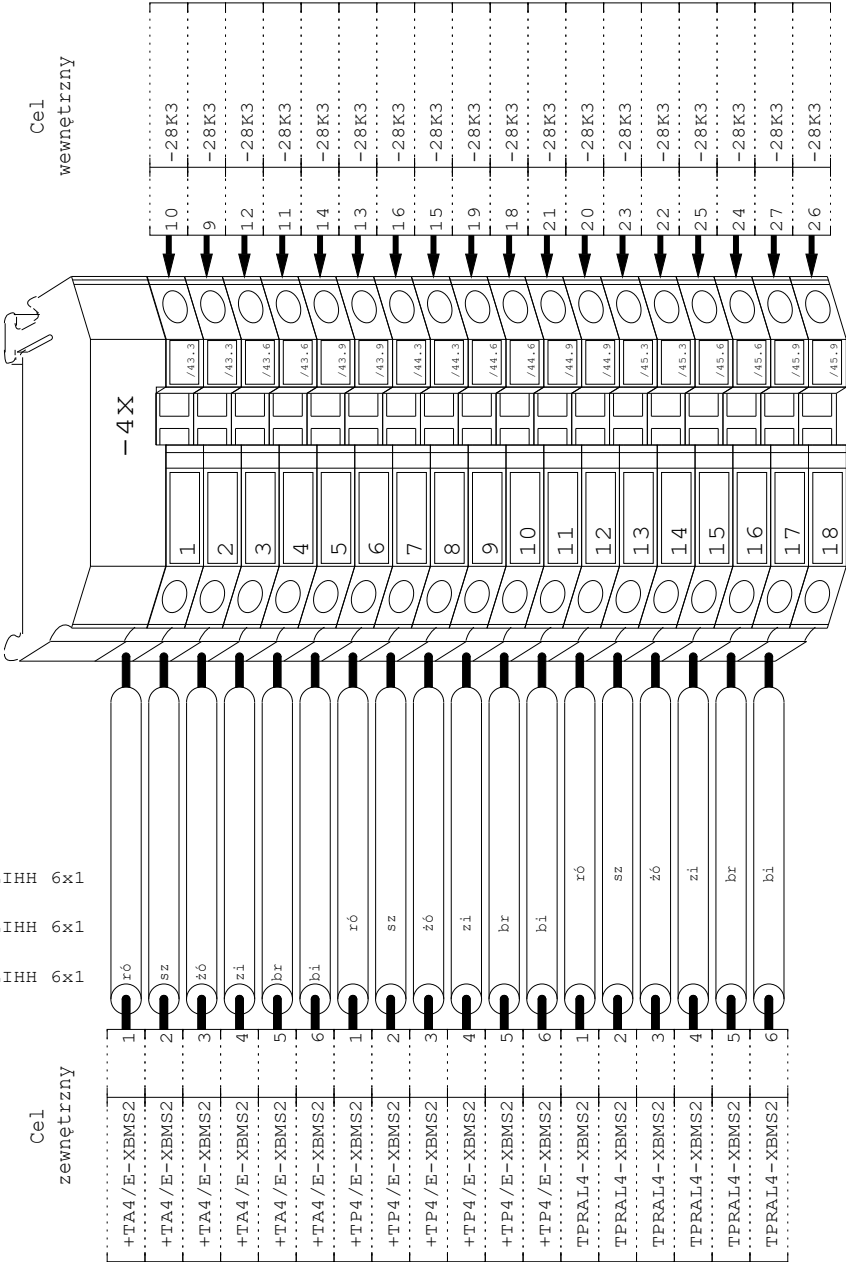 Cel
wewnętrzny
10 -28K3
9 -28K3
12 -28K3
11 -28K3
14 -28K3
13 -28K3
16 -28K3
15 -28K3
19 -28K3
18 -28K3
21 -28K3
20 -28K3
23 -28K3
22 -28K3
25 -28K3
24 -28K3
27 -28K3
26 -28K3
-4X
/43.3
/43.3
/43.6
/43.6
/43.9
/43.9
/44.3
/44.3
/44.6
/44.6
/44.9
/44.9
/45.3
/45.3
/45.6
/45.6
/45.9
/45.9
1
2
3
4
5
6
7
8
9
10
11
12
13
14
15
16
17
18
IHH 6x1
IHH 6x1
IHH 6x1
ró
sz
żó
zi
br
bi
ró
sz
żó
zi
br
bi
ró
sz
żó
zi
br
bi
Cel
zewnętrzny
+TA4/E-XBMS2 1
+TA4/E-XBMS2 2
+TA4/E-XBMS2 3
+TA4/E-XBMS2 4
+TA4/E-XBMS2 5
+TA4/E-XBMS2 6
+TP4/E-XBMS2 1
+TP4/E-XBMS2 2
+TP4/E-XBMS2 3
+TP4/E-XBMS2 4
+TP4/E-XBMS2 5
+TP4/E-XBMS2 6
TPRAL4-XBMS2 1
TPRAL4-XBMS2 2
TPRAL4-XBMS2 3
TPRAL4-XBMS2 4
TPRAL4-XBMS2 5
TPRAL4-XBMS2 6